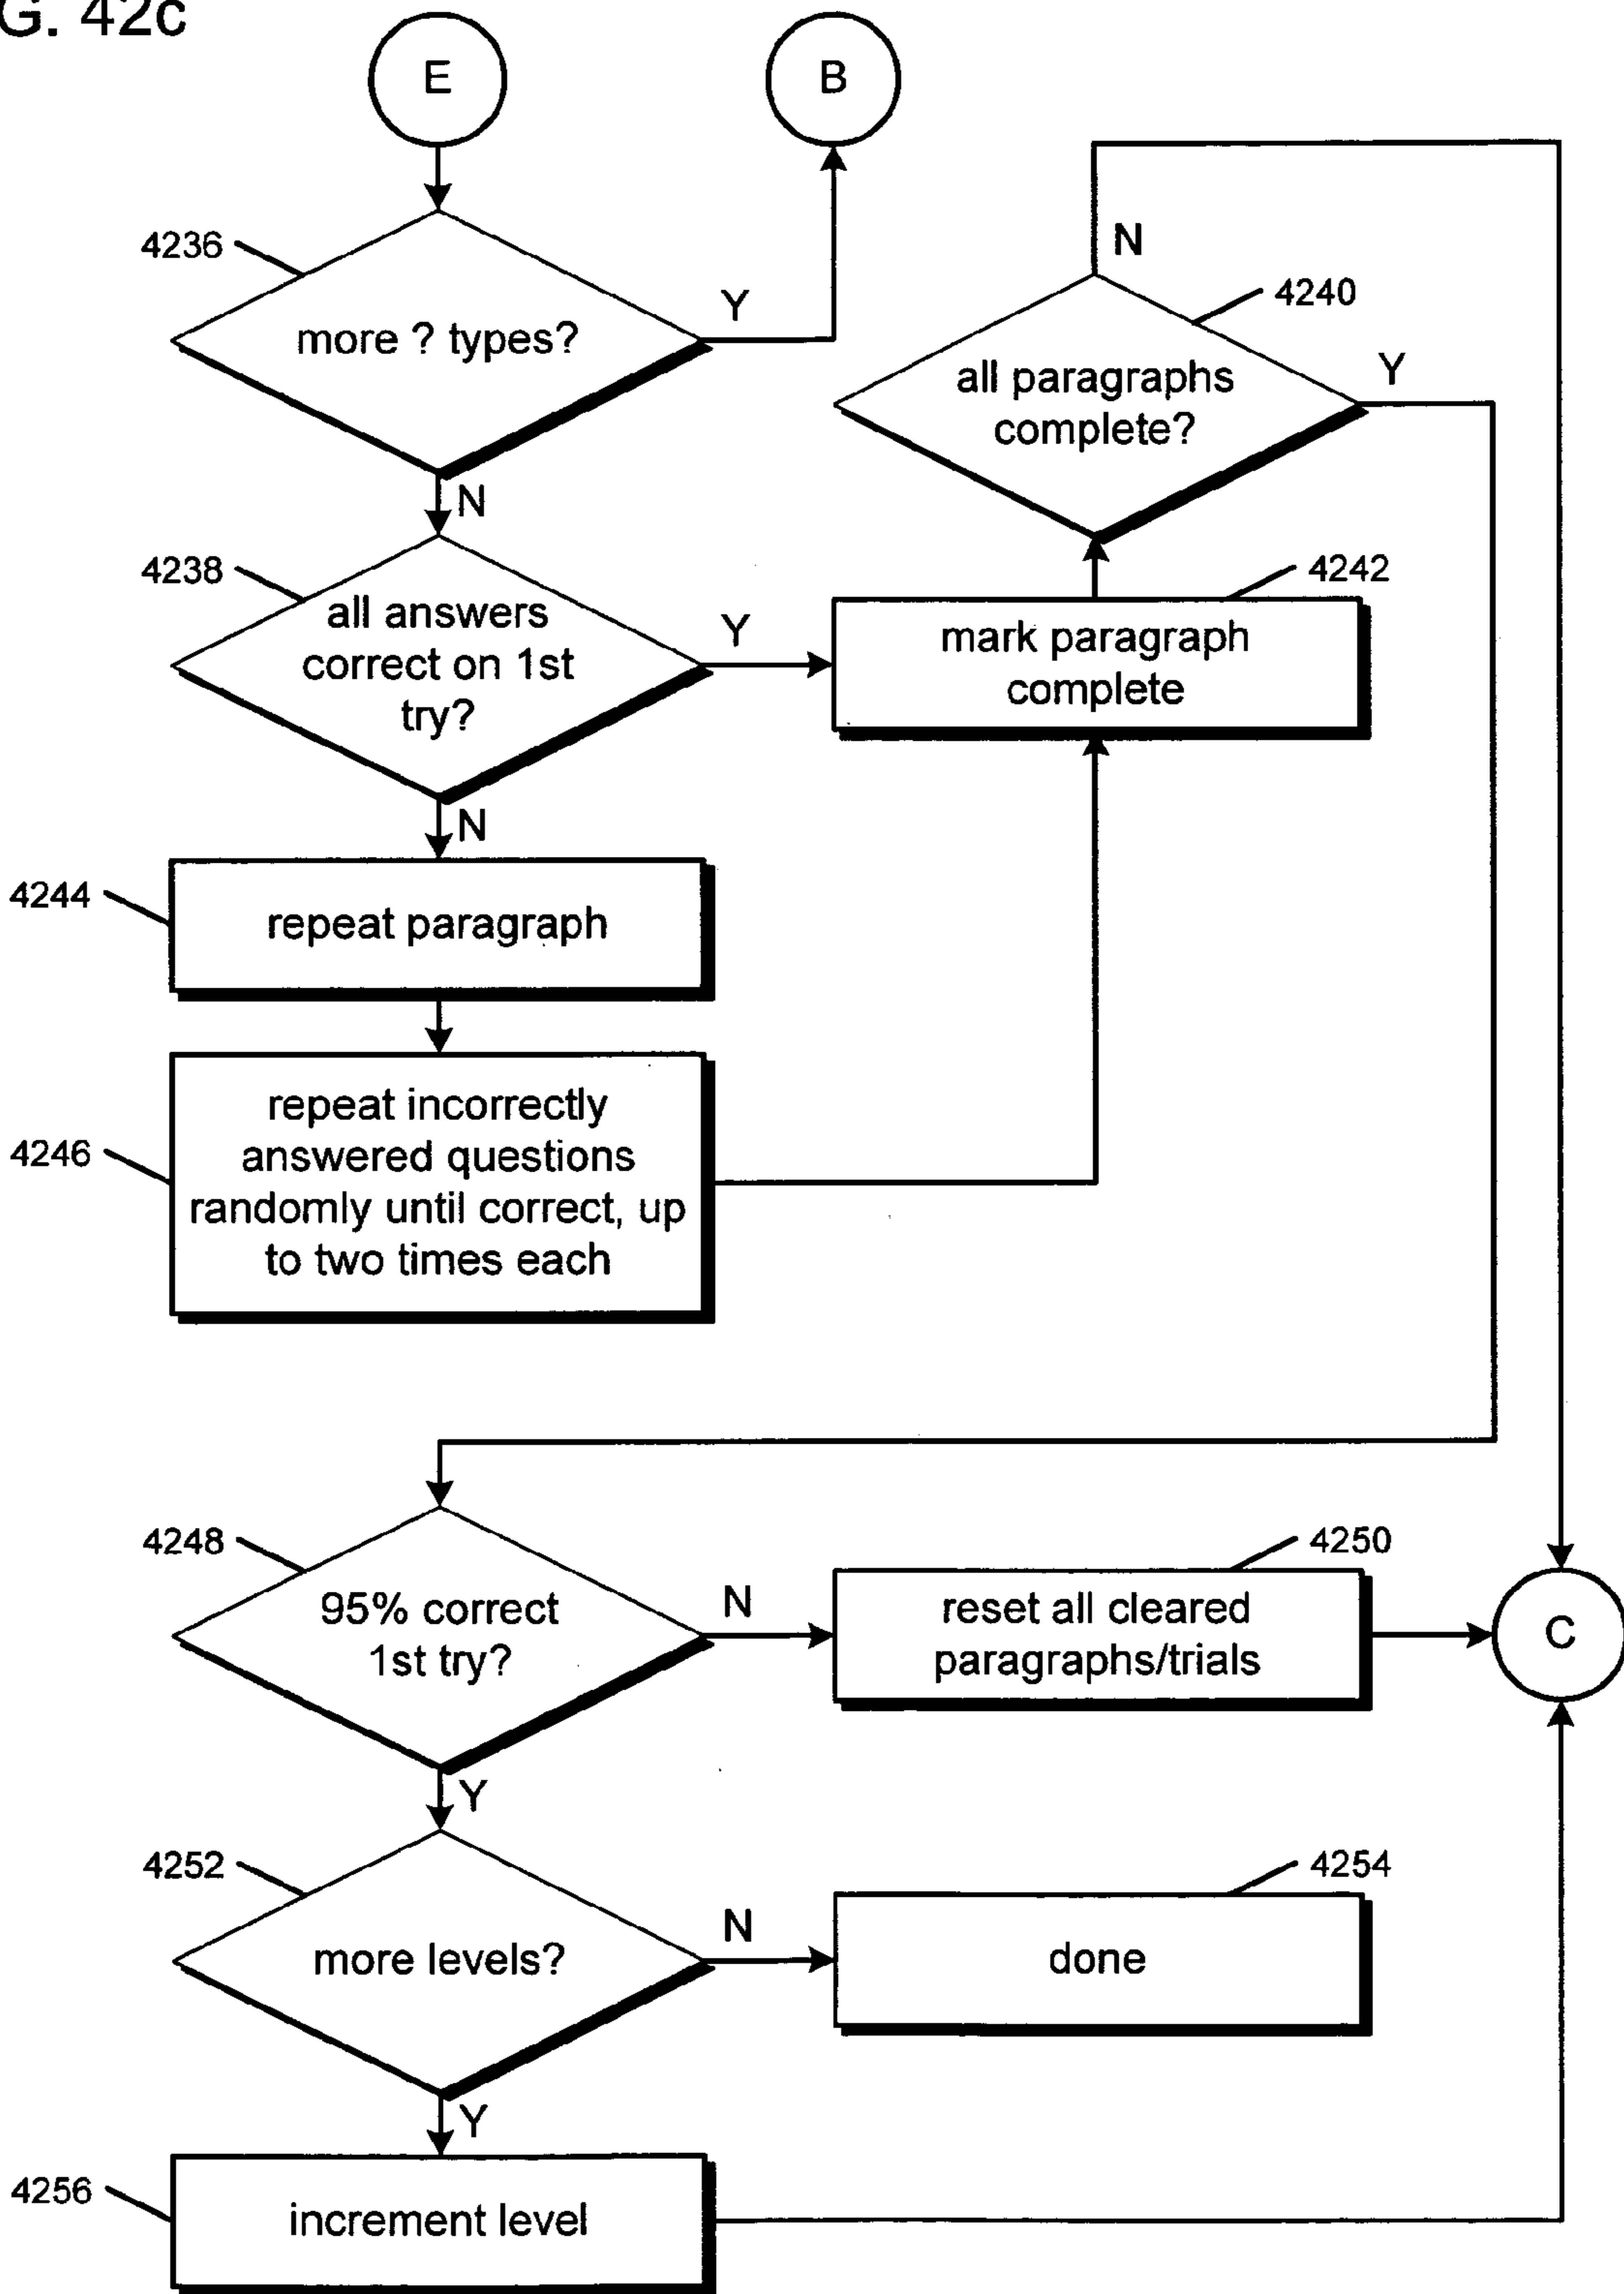 G. 42c
E
B
4236
more ? types?
Y
N
N
4240
all paragraphs
complete?
Y
4238
all answers
correct on 1st
try?
Y
N
4242
mark paragraph
complete
4244
repeat paragraph
4246
repeat incorrectly
answered questions
randomly until correct, up
to two times each
4248
95% correct
1st try?
N
Y
4250
reset all cleared
paragraphs/trials
C
4252
more levels?
N
Y
4254
done
4256
increment level